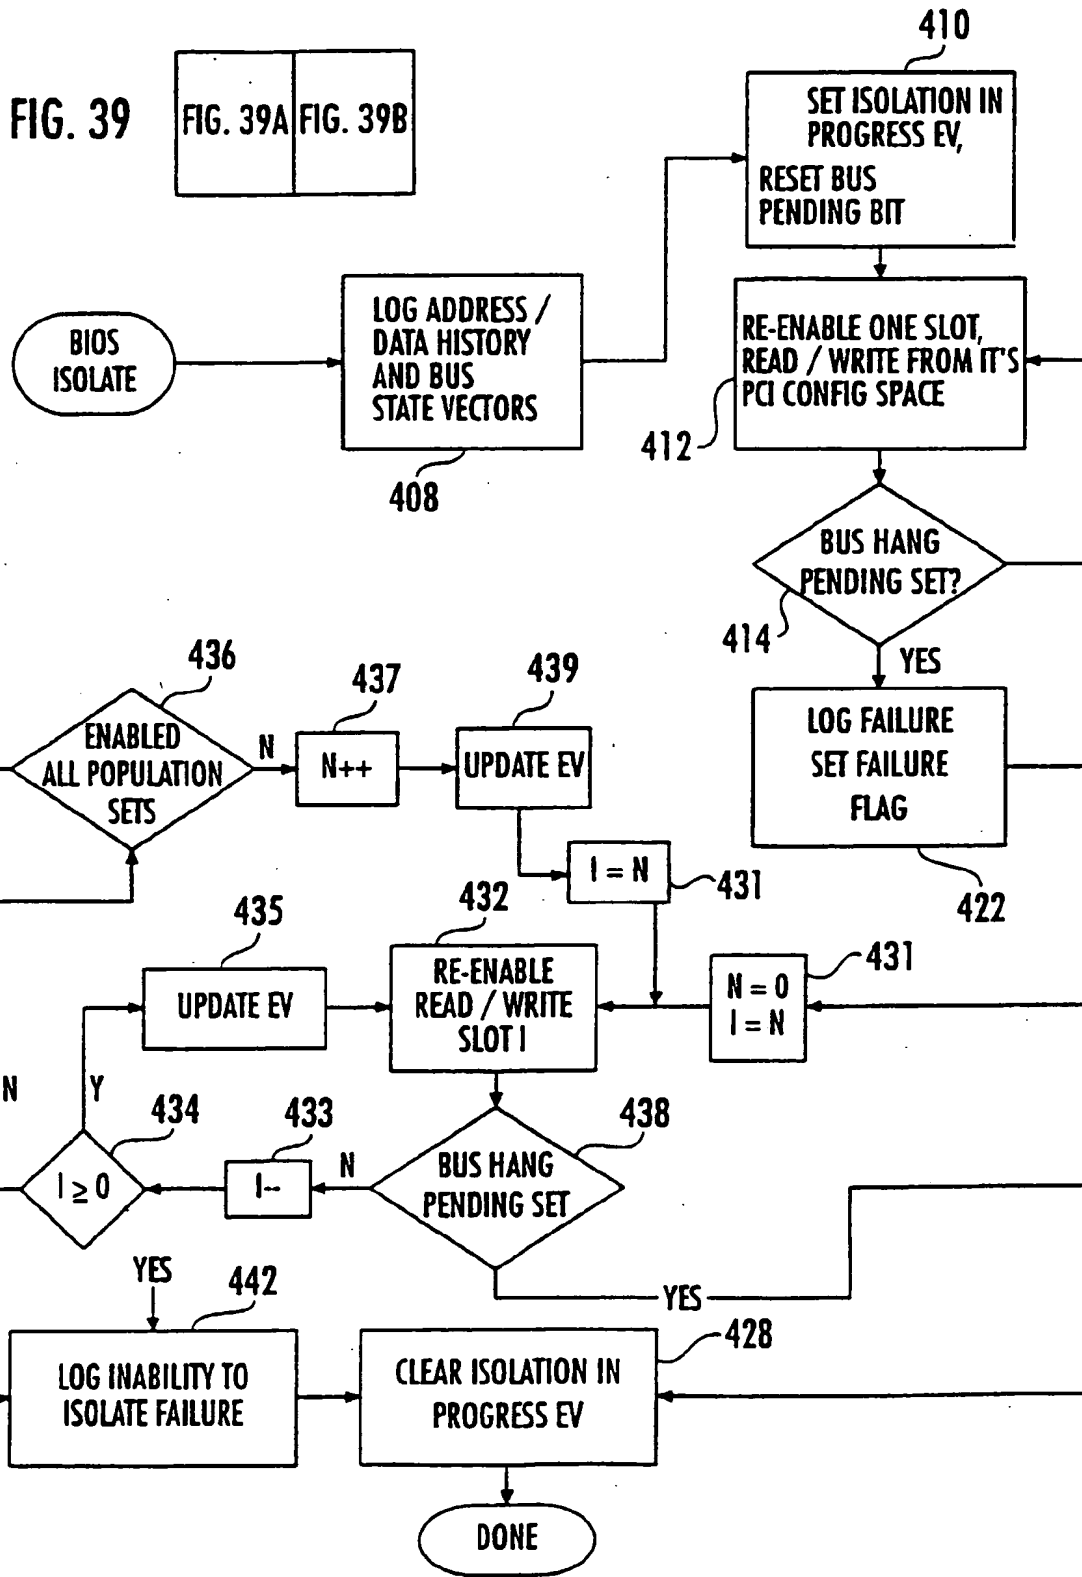 FIG. 39
FIG. 39A
FIG. 39B
410
SET ISOLATION IN
PROGRESS EV,
RESET BUS
PENDING BIT
BIOS
ISOLATE
LOG ADDRESS /
DATA HISTORY
AND BUS
STATE VECTORS
408
RE-ENABLE ONE SLOT,
READ / WRITE FROM IT'S
PCI CONFIG SPACE
412
BUS HANG
PENDING SET?
414
YES
LOG FAILURE
SET FAILURE
FLAG
422
436
ENABLED
ALL POPULATION
SETS
N
437
N++
439
UPDATE EV
I = N
431
435
UPDATE EV
432
RE-ENABLE
READ / WRITE
SLOT I
431
N = 0
I = N
N
Y
434
I ≥ 0
433
I--
N
438
BUS HANG
PENDING SET
YES
YES
442
LOG INABILITY TO
ISOLATE FAILURE
428
CLEAR ISOLATION IN
PROGRESS EV
DONE